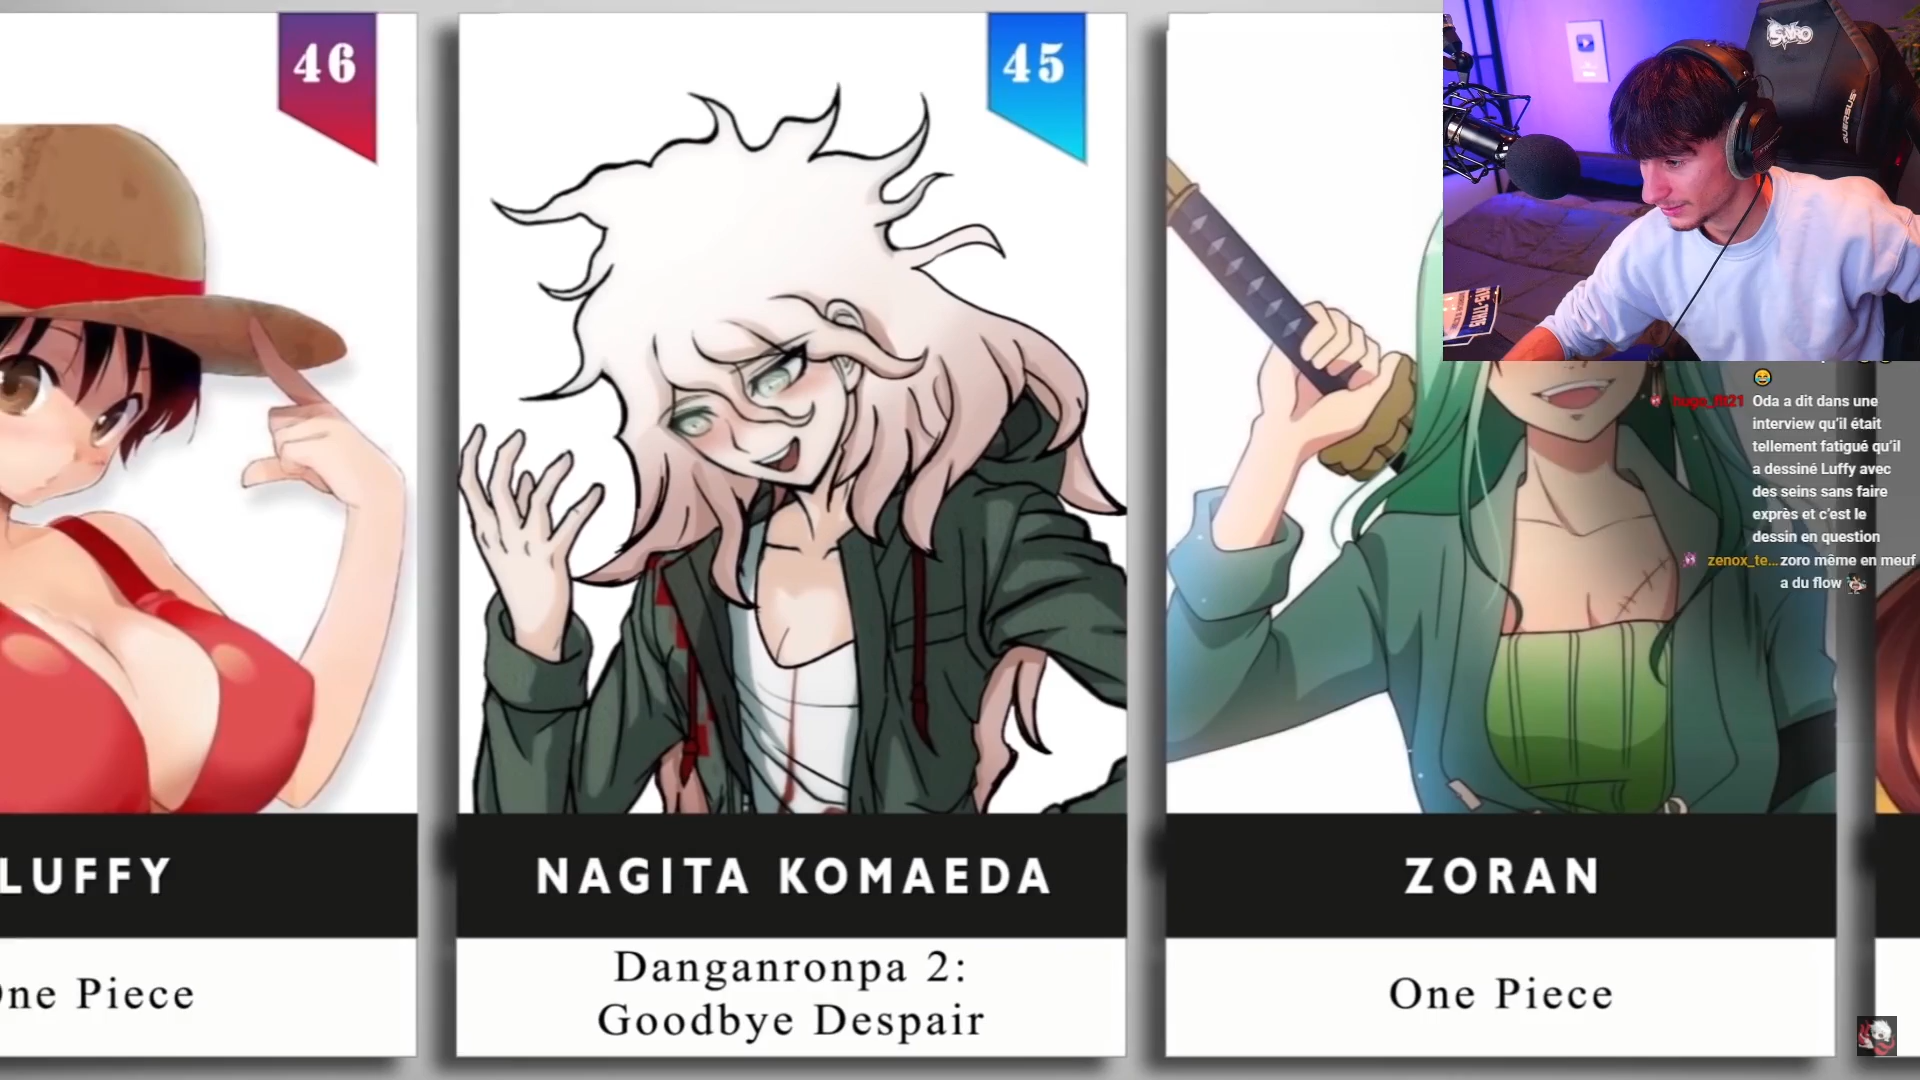 46
45
LUFFY
NAGITA KOMAEDA
ZORAN
One Piece
Danganronpa 2:
Goodbye Despair
One Piece
Oda a dit dans une
interview qu'il était
tellement fatigué qu'il
a dessiné Luffy avec
des seins sans faire
exprès et c'est le
dessin en question
zenox_te... zoro même en meuf
a du flow